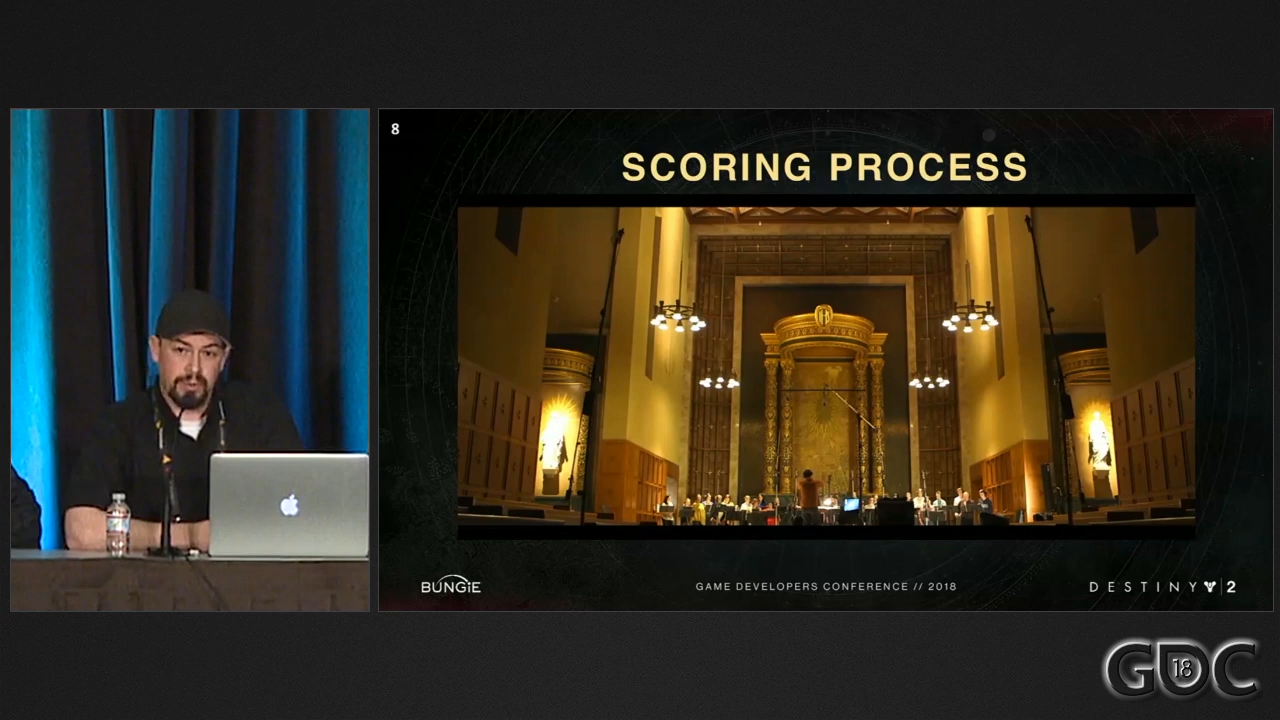 8
SCORING PROCESS
BUNGiE
GAME DEVELOPERS CONFERENCE // 2018
DESTINY 2
GDC
18